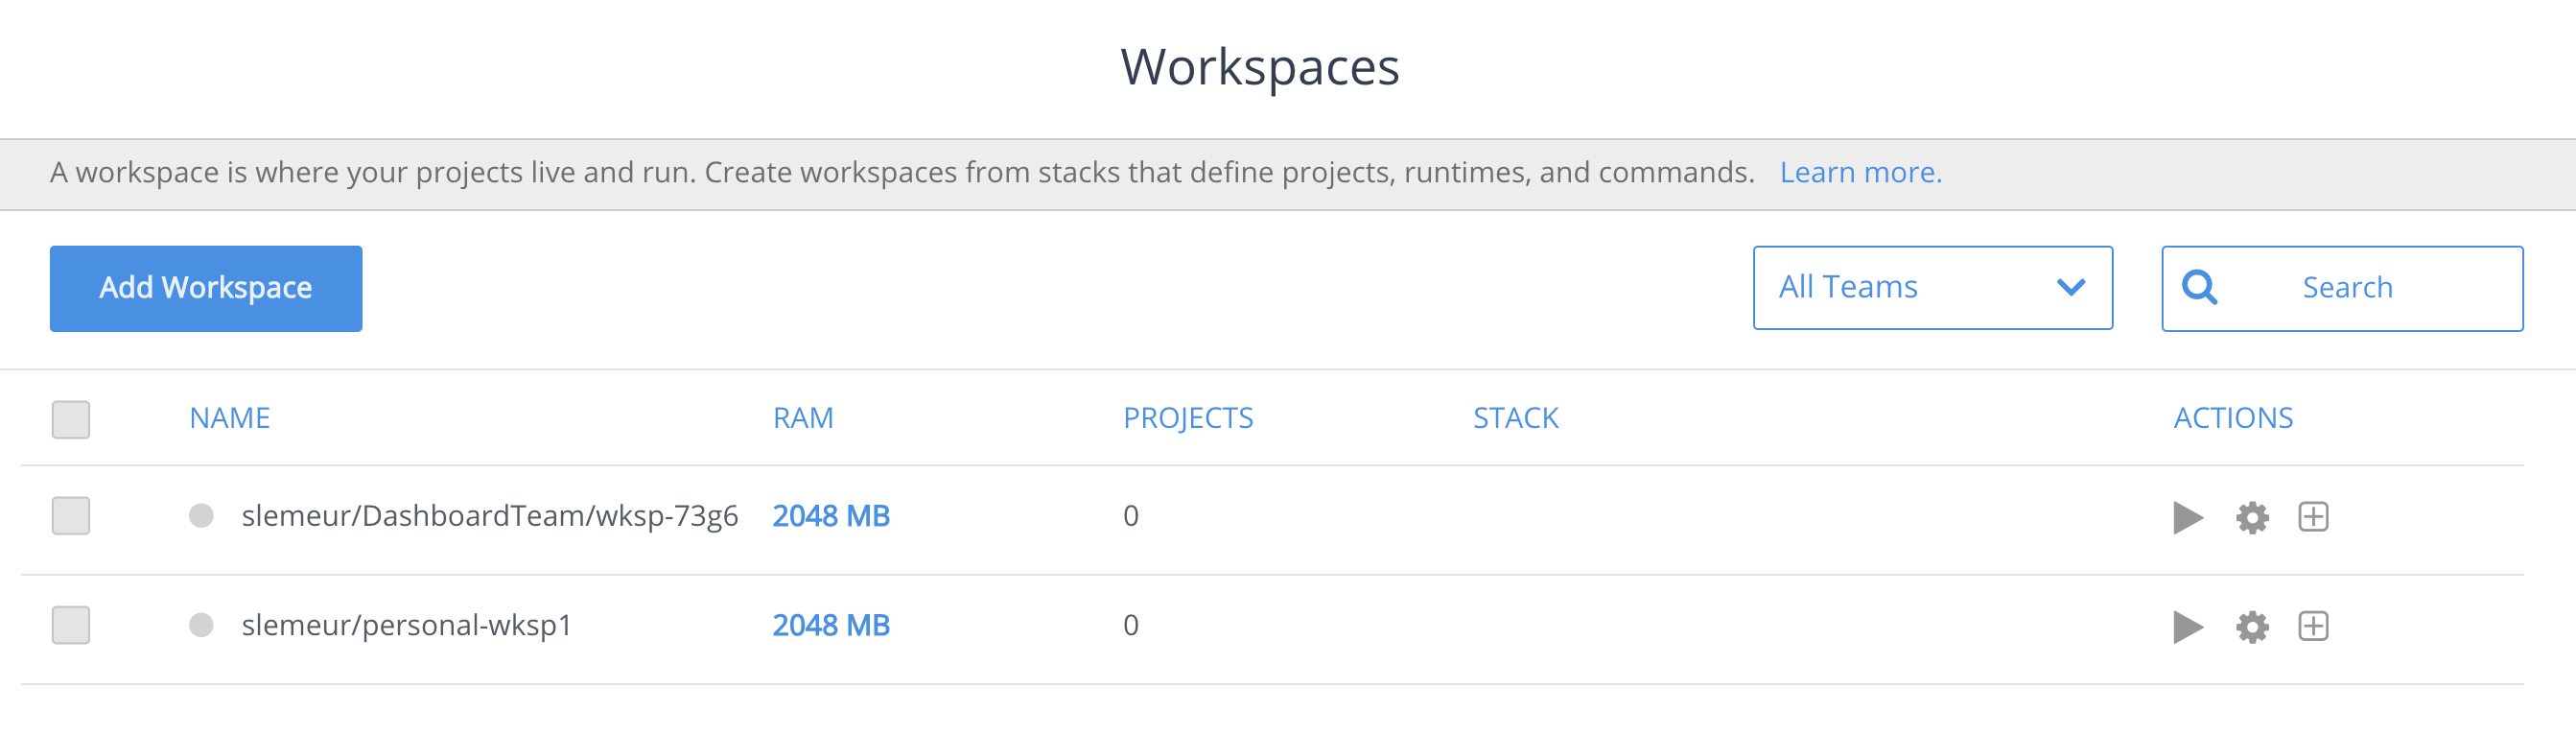 Workspaces
A workspace is where your projects live and run. Create workspaces from stacks that define projects, runtimes, and commands. Learn more.
Add Workspace All Teams Search
NAME RAM PROJECTS STACK ACTIONS
slemeur/DashboardTeam/wksp-73g6 2048 MB 0
slemeur/personal-wksp1 2048 MB 0